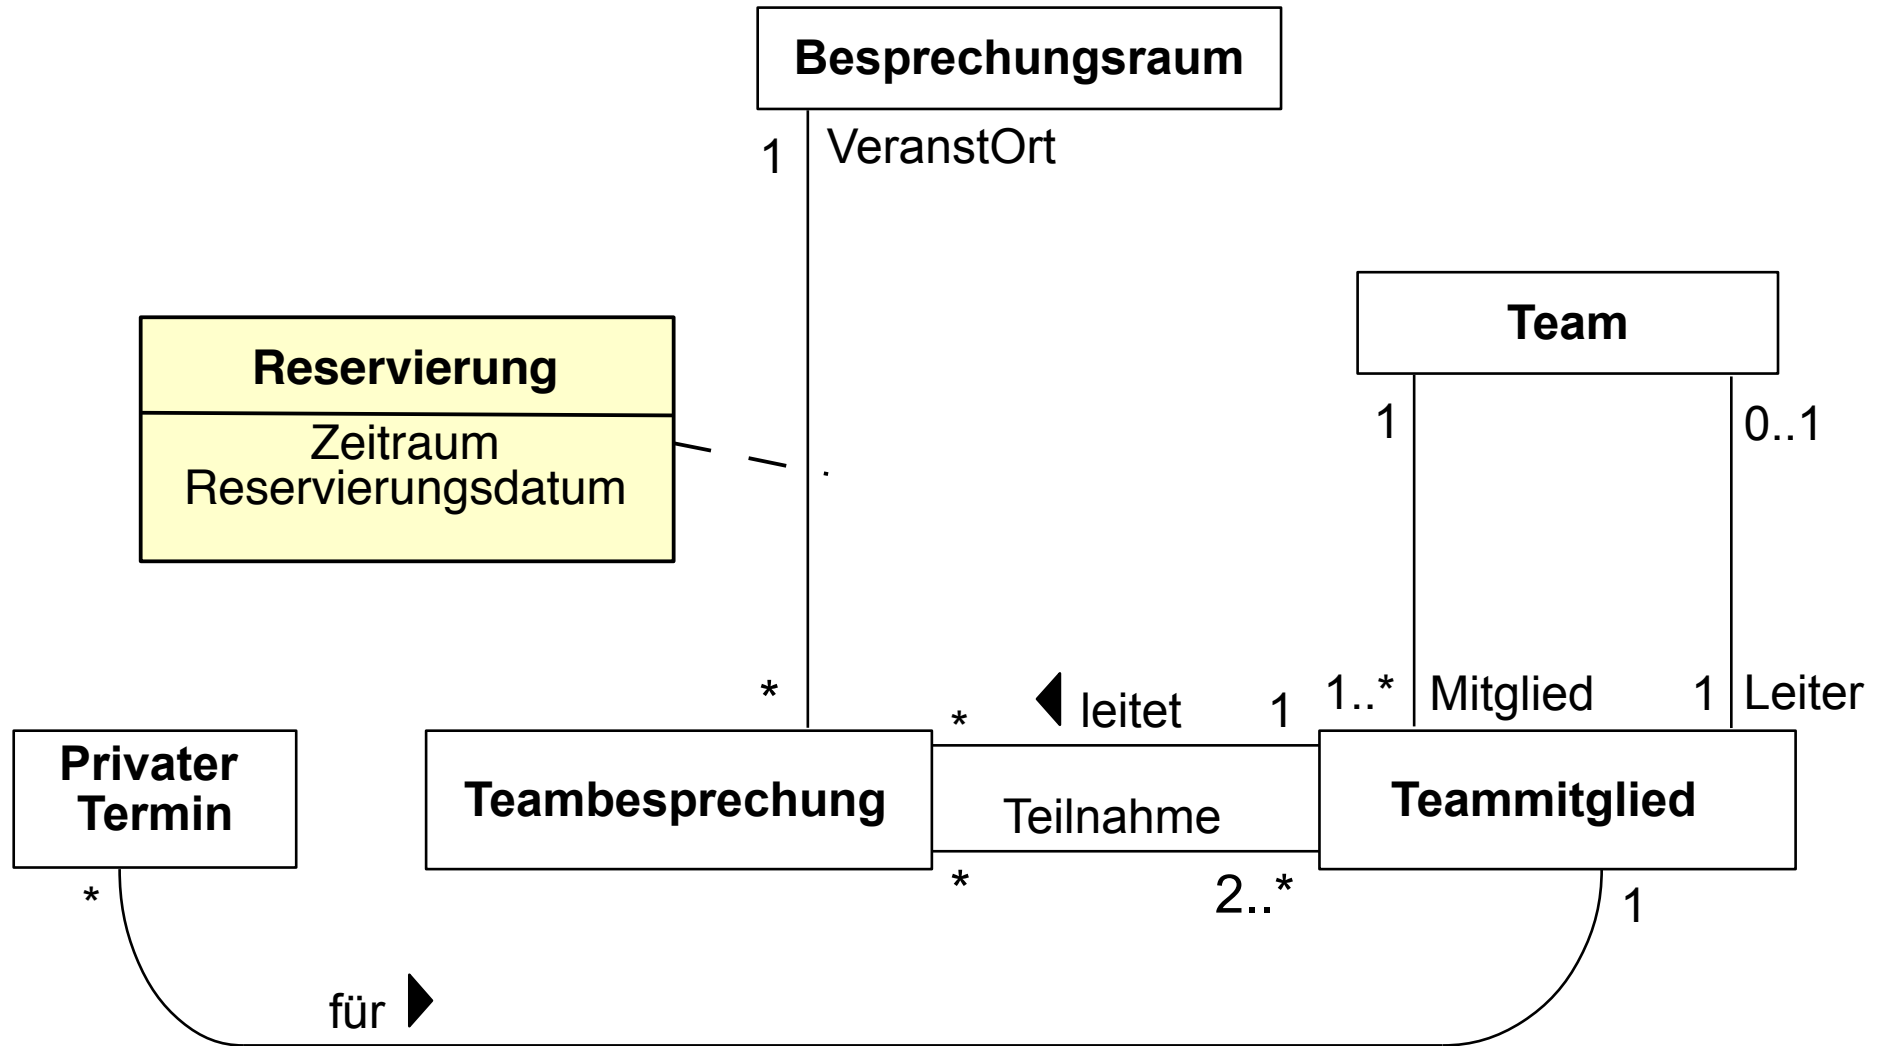 Besprechungsraum
1 VeranstOrt
Team
Reservierung
1 0..1
Zeitraum
Reservierungsdatum
* * leitet 1 1..* Mitglied 1 Leiter
Privater
Termin
Teambesprechung
Teilnahme
Teammitglied
* * 2..* 1
für